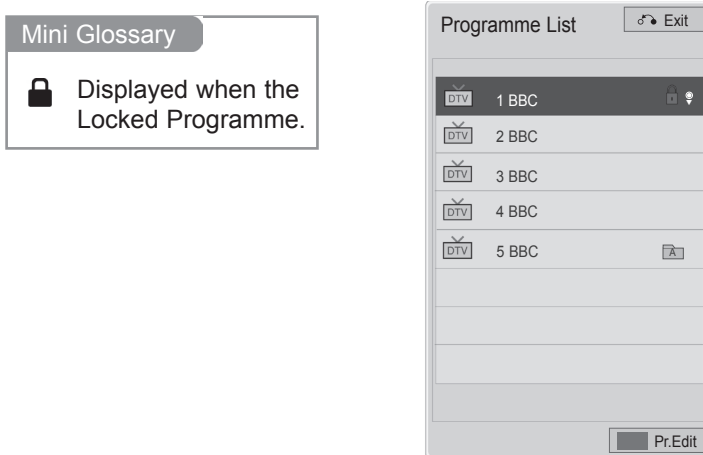 Mini Glossary
Displayed when the
Locked Programme.
Programme List
Exit
DTV 1 BBC
DTV 2 BBC
DTV 3 BBC
DTV 4 BBC
DTV 5 BBC A
Pr.Edit